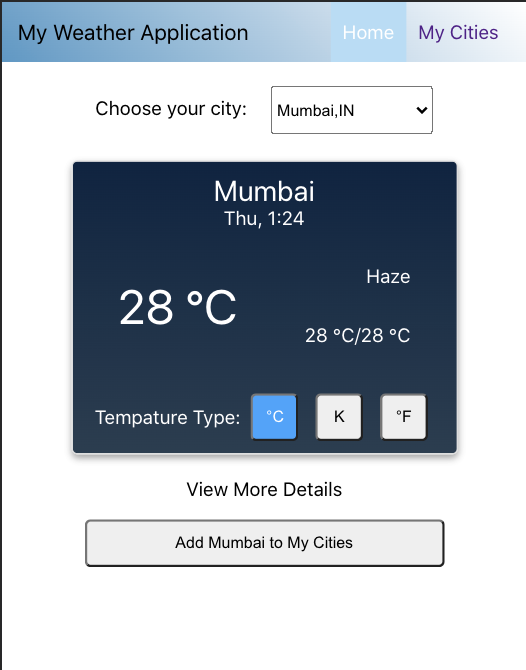 My Weather Application Home My Cities
Choose your city: Mumbai,IN
Mumbai
Thu, 1:24
28 °C
Haze
28 °C/28 °C
Tempature Type: °C K °F
View More Details
Add Mumbai to My Cities